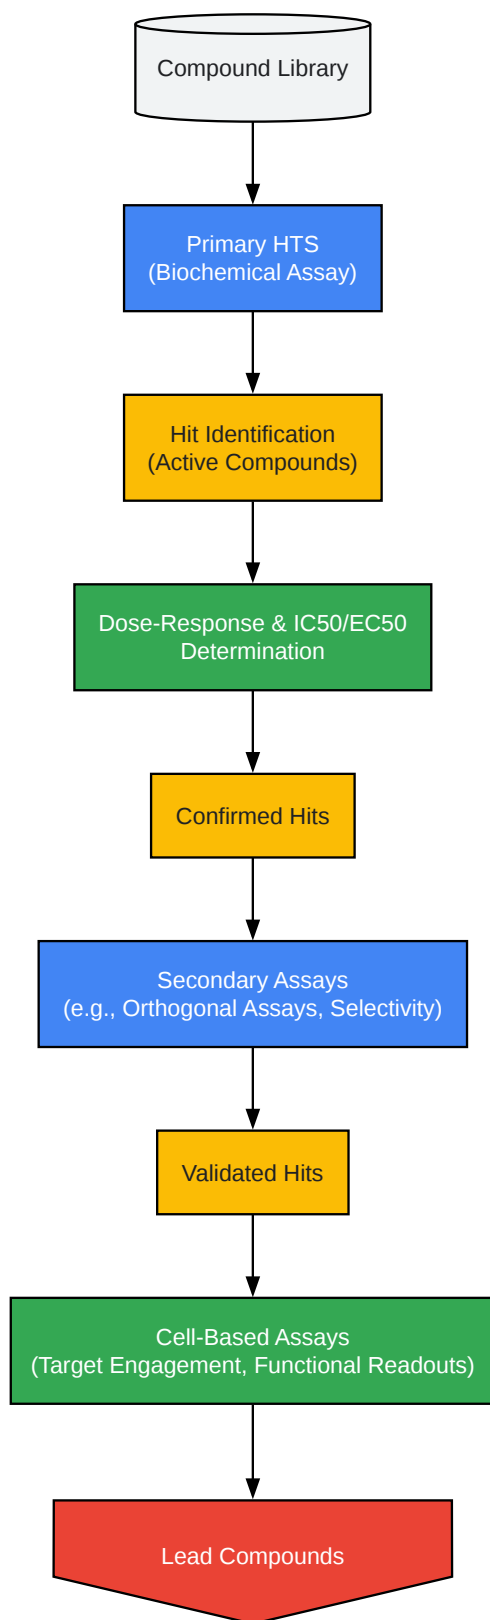 Compound Library
Primary HTS
(Biochemical Assay)
Hit Identification
(Active Compounds)
Dose-Response & IC50/EC50
Determination
Confirmed Hits
Secondary Assays
(e.g., Orthogonal Assays, Selectivity)
Validated Hits
Cell-Based Assays
(Target Engagement, Functional Readouts)
Lead Compounds